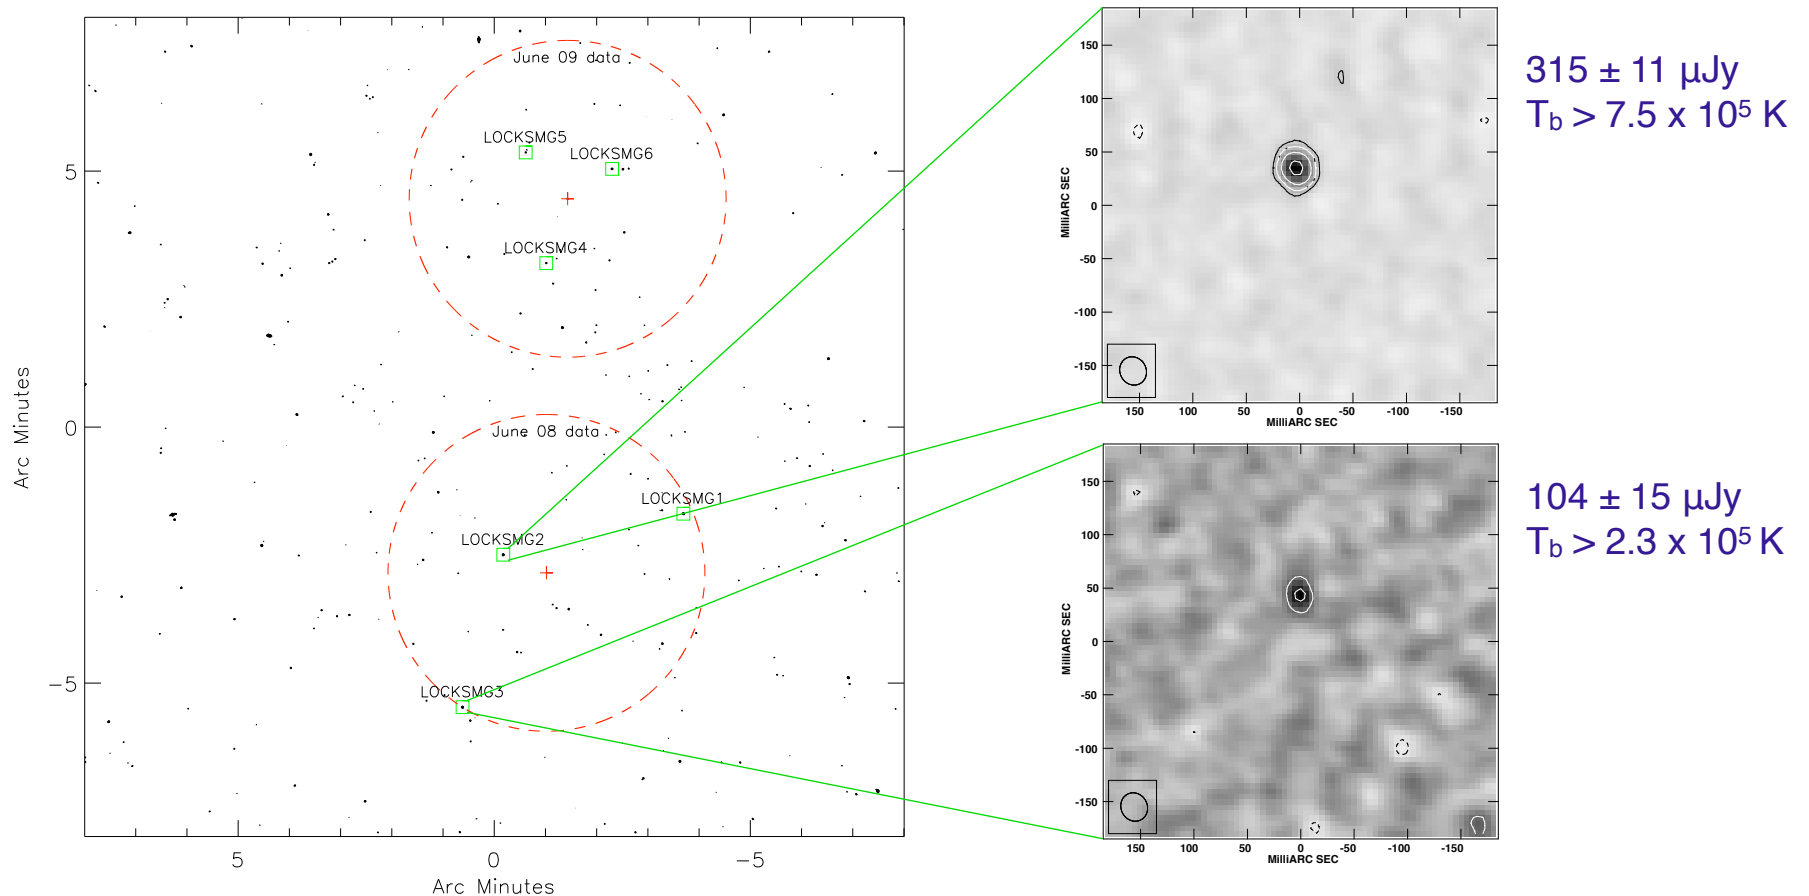 June 09 data
LOCKSMG5
LOCKSMG6
LOCKSMG4
June 08 data
LOCKSMG1
LOCKSMG2
LOCKSMG3
5
0
−5
Arc Minutes
5
0
−5
Arc Minutes
150
100
50
0
-50
-100
-150
MilliARC SEC
150
100
50
0
-50
-100
-150
MilliARC SEC
315 ± 11 μJy
Tb > 7.5 x 10⁵ K
150
100
50
0
-50
-100
-150
MilliARC SEC
150
100
50
0
-50
-100
-150
MilliARC SEC
104 ± 15 μJy
Tb > 2.3 x 10⁵ K